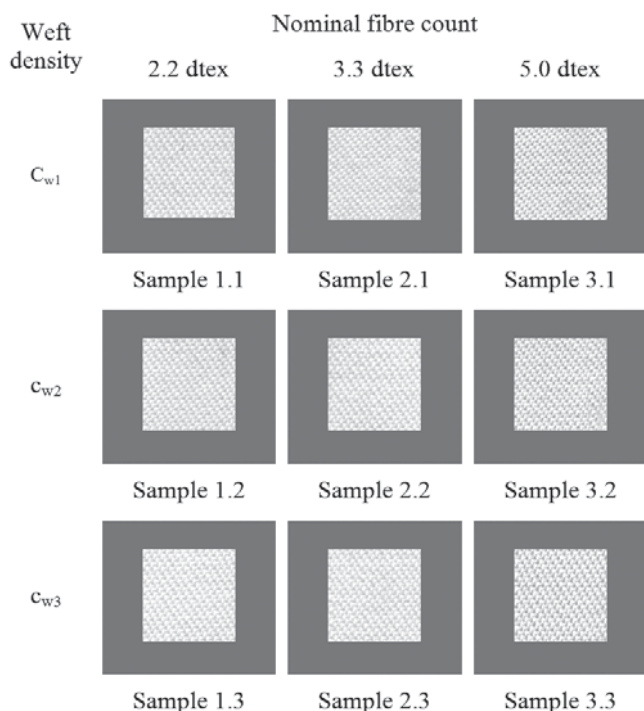 Weft
density
Nominal fibre count
2.2 dtex 3.3 dtex 5.0 dtex
Cw1
Sample 1.1 Sample 2.1 Sample 3.1
cw2
Sample 1.2 Sample 2.2 Sample 3.2
cw3
Sample 1.3 Sample 2.3 Sample 3.3